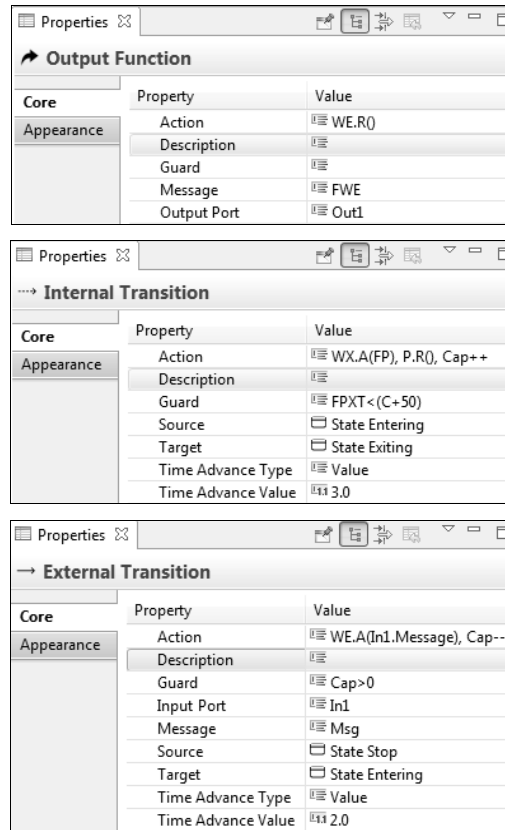 Properties
Output Function
Core
Appearance
Property Value
Action WE.R()
Description
Guard
Message FWE
Output Port Out1
Properties
Internal Transition
Core
Appearance
Property Value
Action WX.A(FP), P.R(), Cap++
Description
Guard FPXT<(C+50)
Source State Entering
Target State Exiting
Time Advance Type Value
Time Advance Value 3.0
Properties
External Transition
Core
Appearance
Property Value
Action WE.A(In1.Message), Cap--
Description
Guard Cap>0
Input Port In1
Message Msg
Source State Stop
Target State Entering
Time Advance Type Value
Time Advance Value 2.0